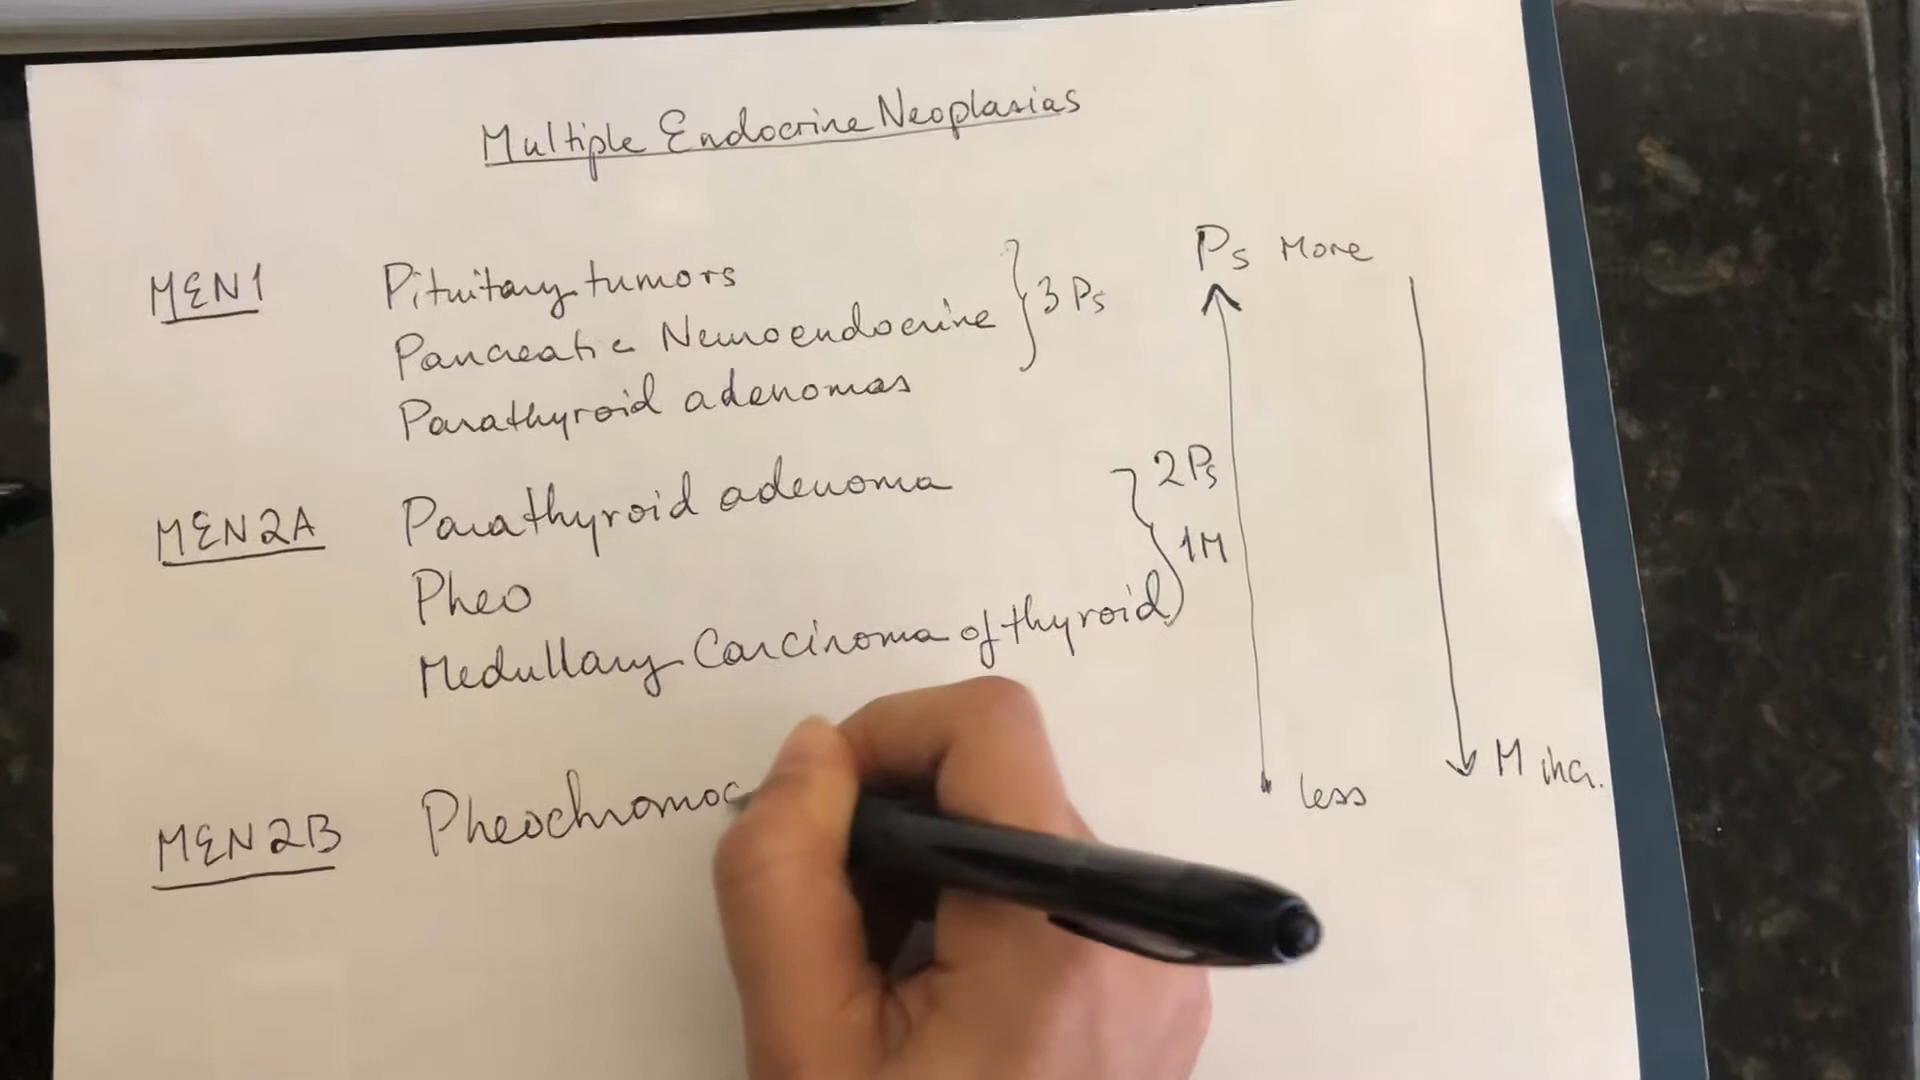 Multiple Endocrine Neoplasias
MEN1 Pituitary tumors
Pancreatic Neuroendocrine
Parathyroid adenomas
} 3 Ps
Ps More
MEN2A Parathyroid adenoma
Pheo
Medullary Carcinoma of thyroid
} 2Ps
1M
less
M incr.
MEN2B Pheochromoc